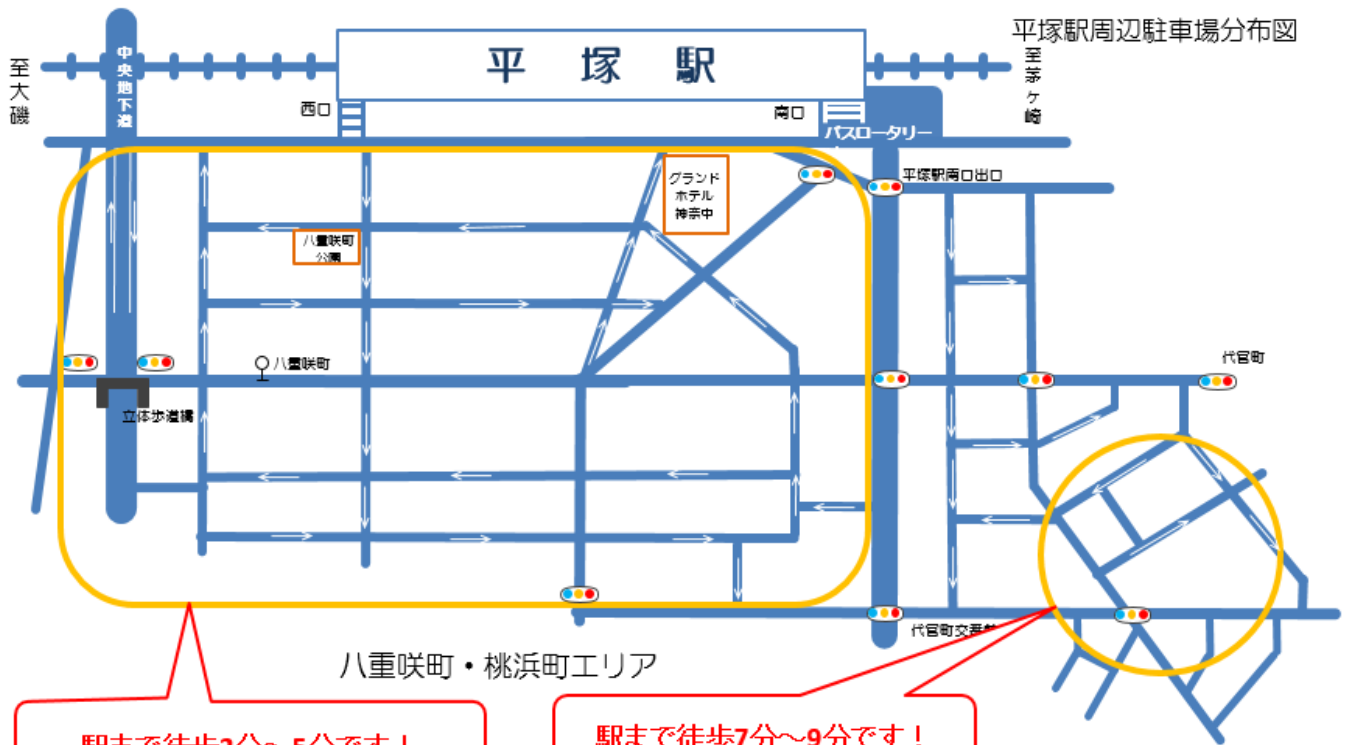 平塚駅周辺駐車場分布図
平塚駅
至大磯
中央地下道
至茅ヶ崎
西口
南口
バスロータリー
グランド
ホテル
神奈中
平塚駅南口出口
八重咲町
公園
八重咲町
代官町
立体歩道橋
代官町交番前
八重咲町・桃浜町エリア
駅まで徒歩7分～9分です！